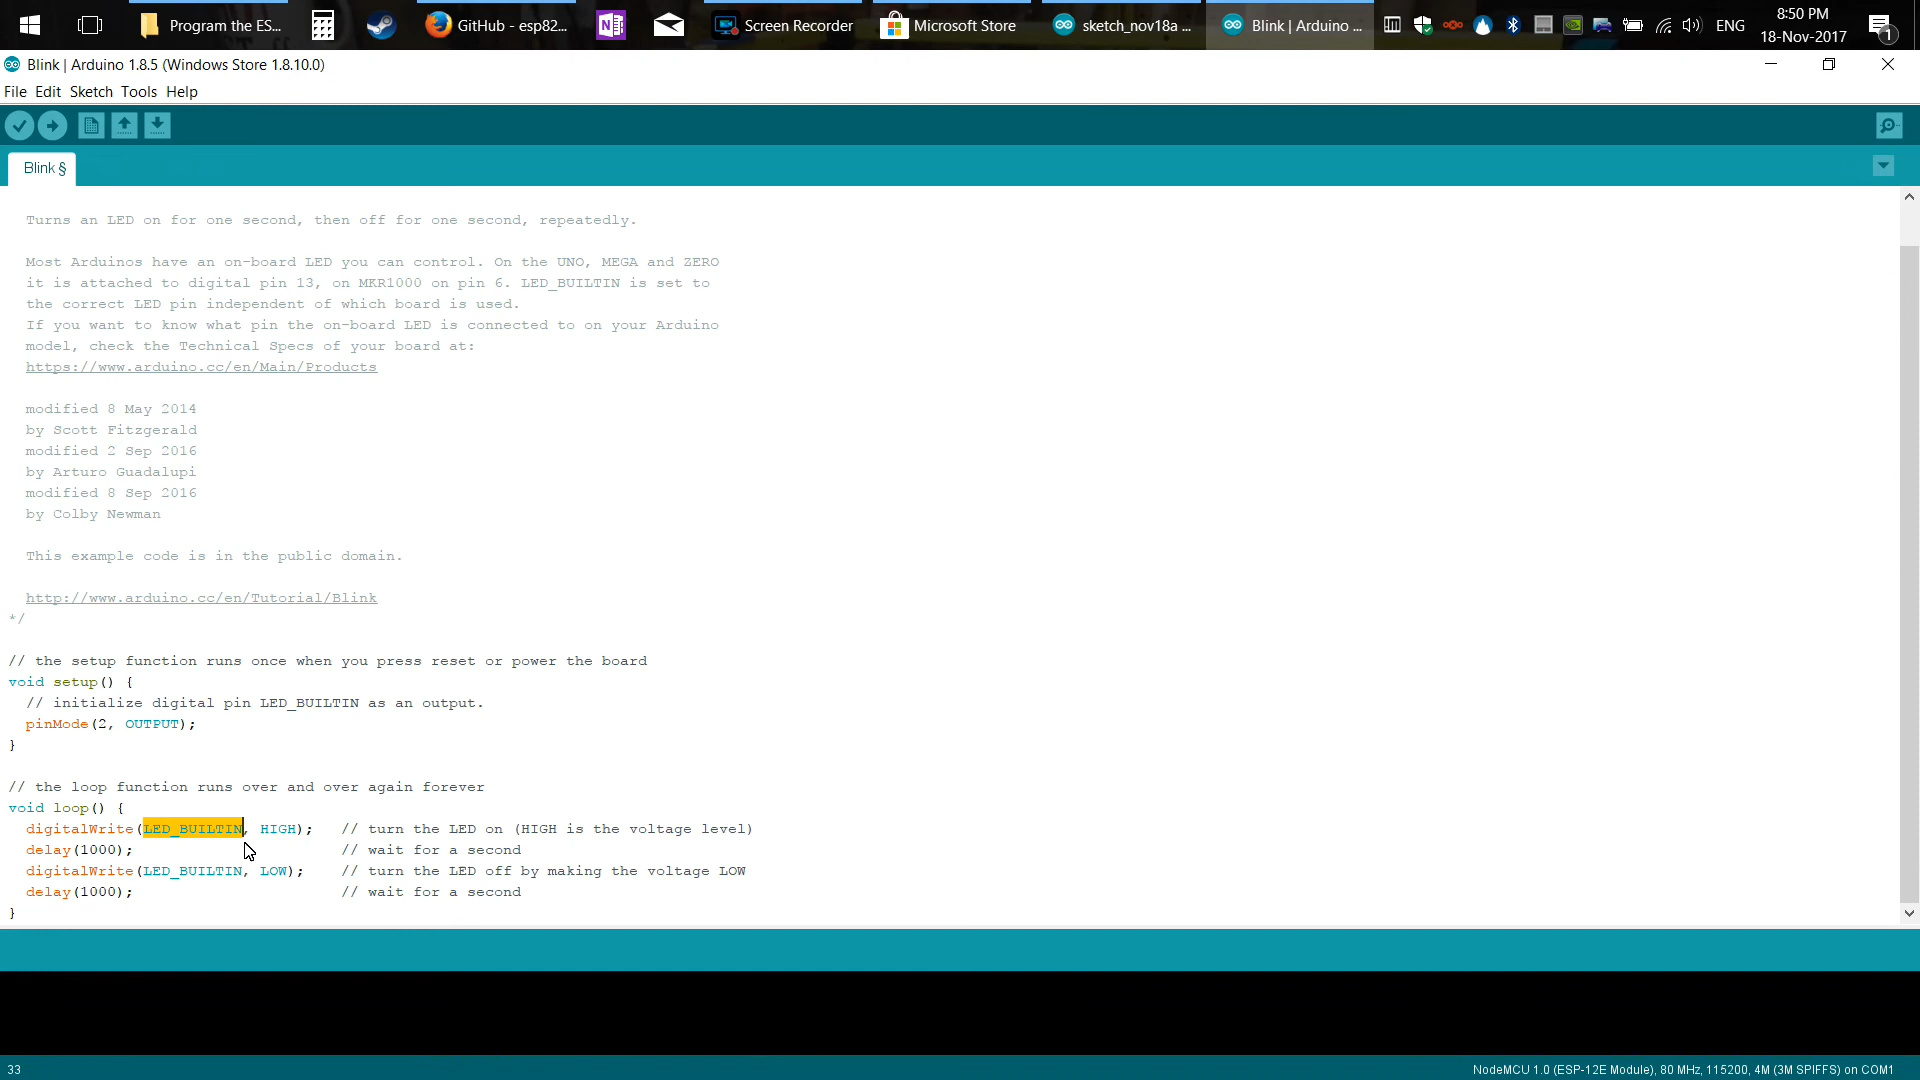 Program the ES...
GitHub - esp82...
Screen Recorder
Microsoft Store
sketch_nov18a ...
Blink | Arduino ...
ENG
8:50 PM
18-Nov-2017
1
Blink | Arduino 1.8.5 (Windows Store 1.8.10.0)
File Edit Sketch Tools Help
Blink §
Turns an LED on for one second, then off for one second, repeatedly.
Most Arduinos have an on-board LED you can control. On the UNO, MEGA and ZERO
it is attached to digital pin 13, on MKR1000 on pin 6. LED_BUILTIN is set to
the correct LED pin independent of which board is used.
If you want to know what pin the on-board LED is connected to on your Arduino
model, check the Technical Specs of your board at:
https://www.arduino.cc/en/Main/Products
modified 8 May 2014
by Scott Fitzgerald
modified 2 Sep 2016
by Arturo Guadalupi
modified 8 Sep 2016
by Colby Newman
This example code is in the public domain.
http://www.arduino.cc/en/Tutorial/Blink
*/
// the setup function runs once when you press reset or power the board
void setup() {
// initialize digital pin LED_BUILTIN as an output.
pinMode(2, OUTPUT);
}
// the loop function runs over and over again forever
void loop() {
digitalWrite(LED_BUILTIN, HIGH);   // turn the LED on (HIGH is the voltage level)
delay(1000);                       // wait for a second
digitalWrite(LED_BUILTIN, LOW);    // turn the LED off by making the voltage LOW
delay(1000);                       // wait for a second
}
33
NodeMCU 1.0 (ESP-12E Module), 80 MHz, 115200, 4M (3M SPIFFS) on COM1